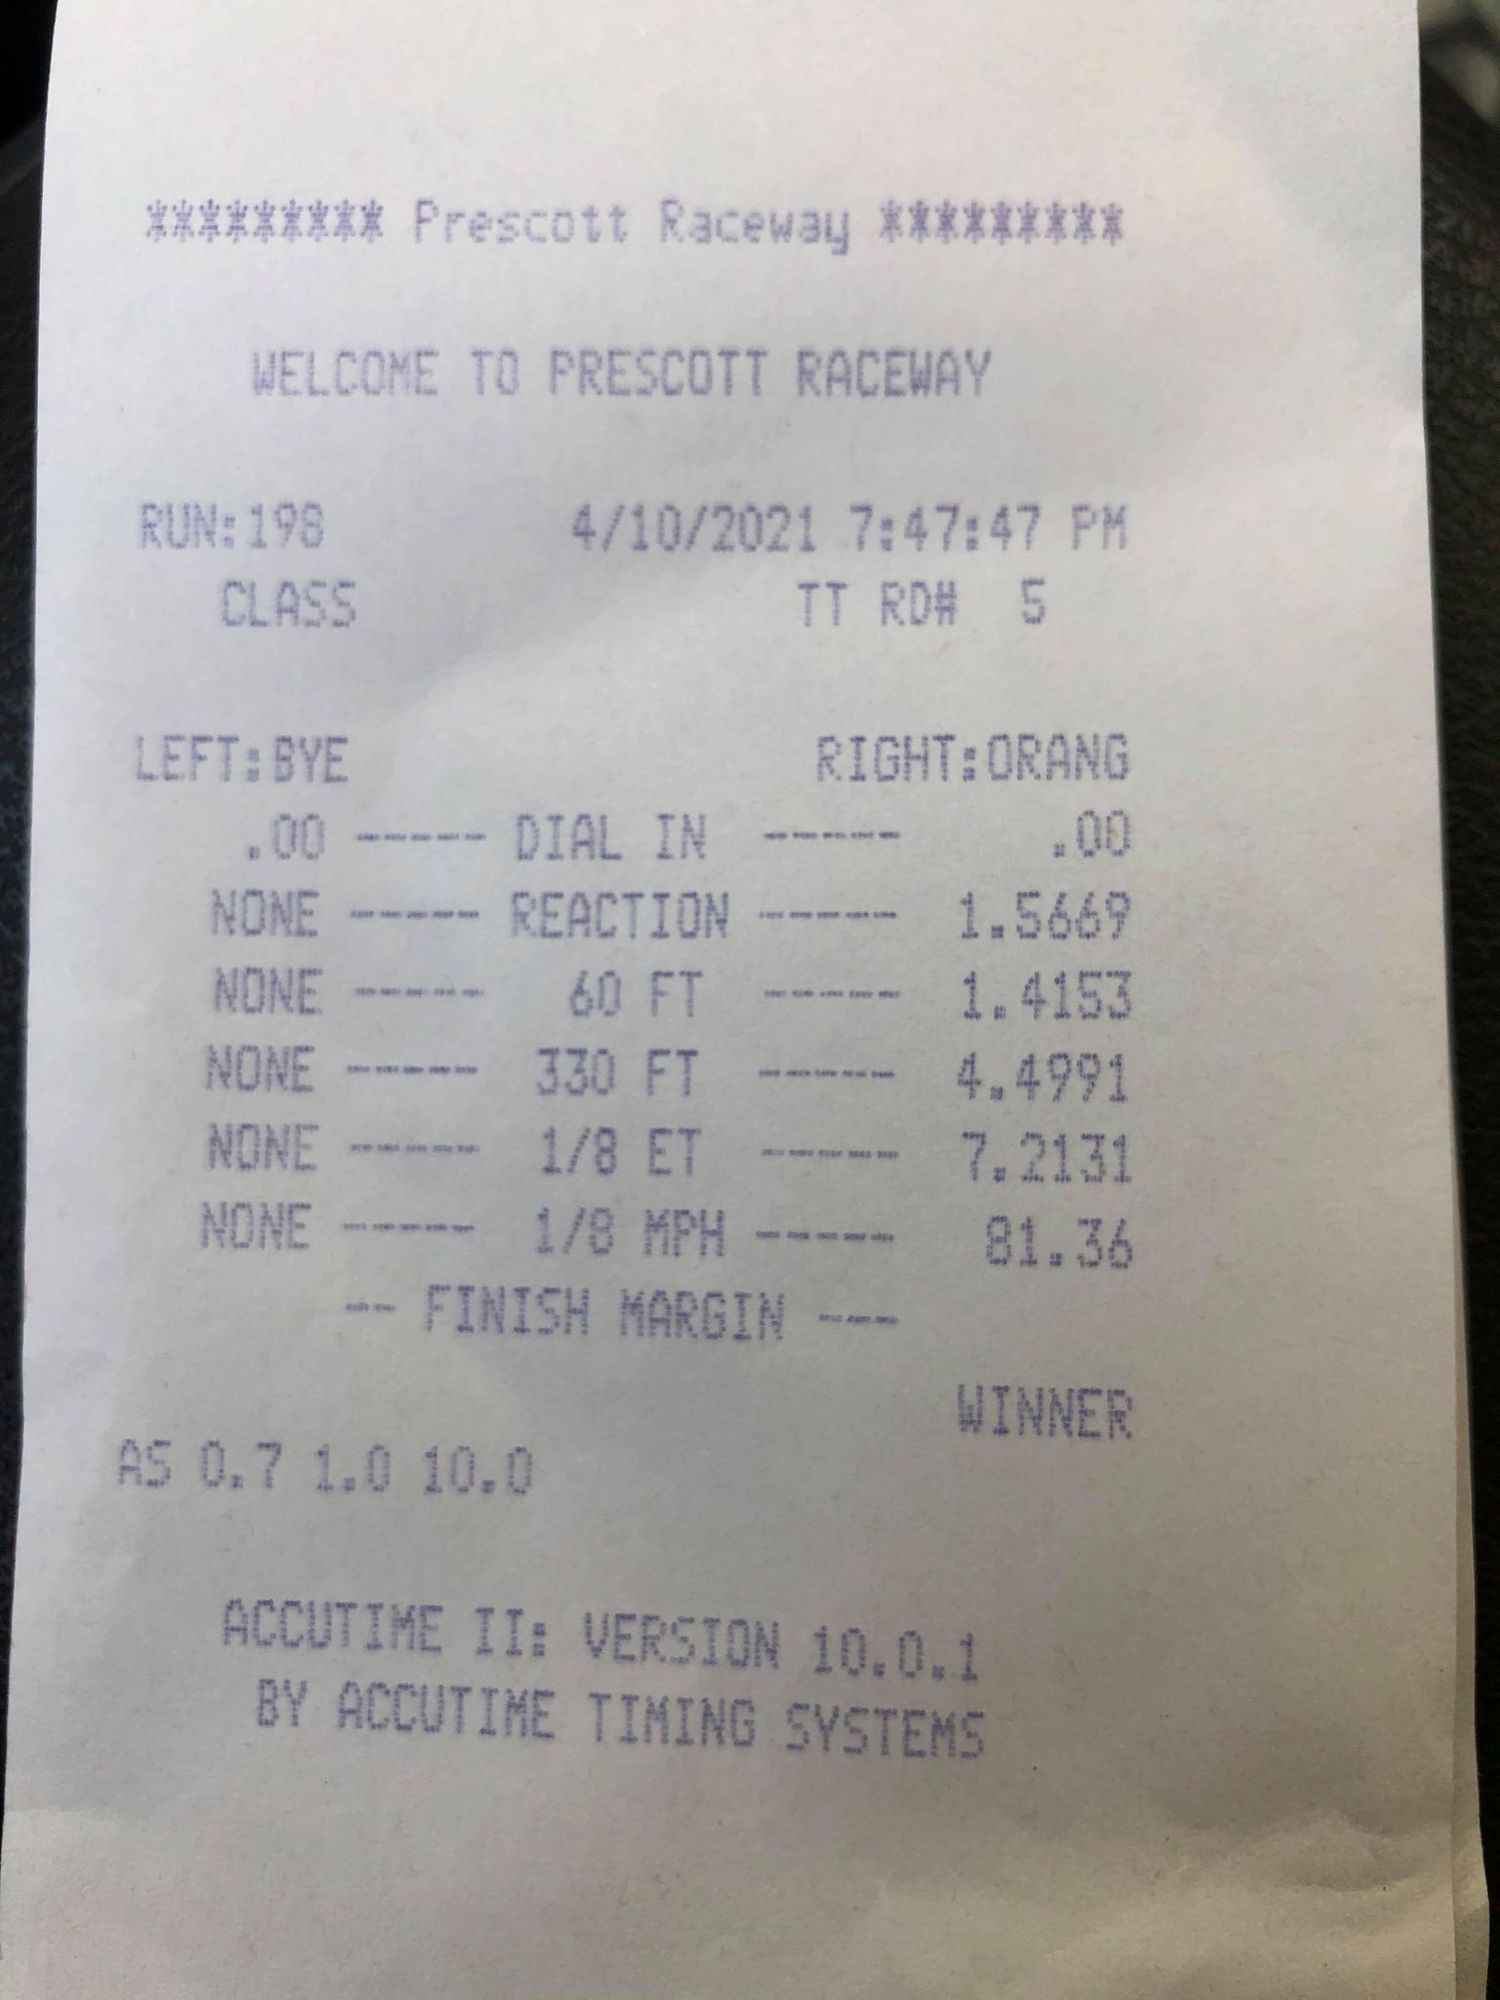 ********* Prescott Raceway *********
WELCOME TO PRESCOTT RACEWAY
RUN:198 4/10/2021 7:47:47 PM
CLASS TT RD# 5
LEFT:BYE RIGHT:ORANG
.00 ----- DIAL IN ----- .00
NONE ----- REACTION ----- 1.5669
NONE ----- 60 FT ----- 1.4153
NONE ----- 330 FT ----- 4.4991
NONE ----- 1/8 ET ----- 7.2131
NONE ----- 1/8 MPH ----- 81.36
-- FINISH MARGIN ---
WINNER
AS 0.7 1.0 10.0
ACCUTIME II: VERSION 10.0.1
BY ACCUTIME TIMING SYSTEMS